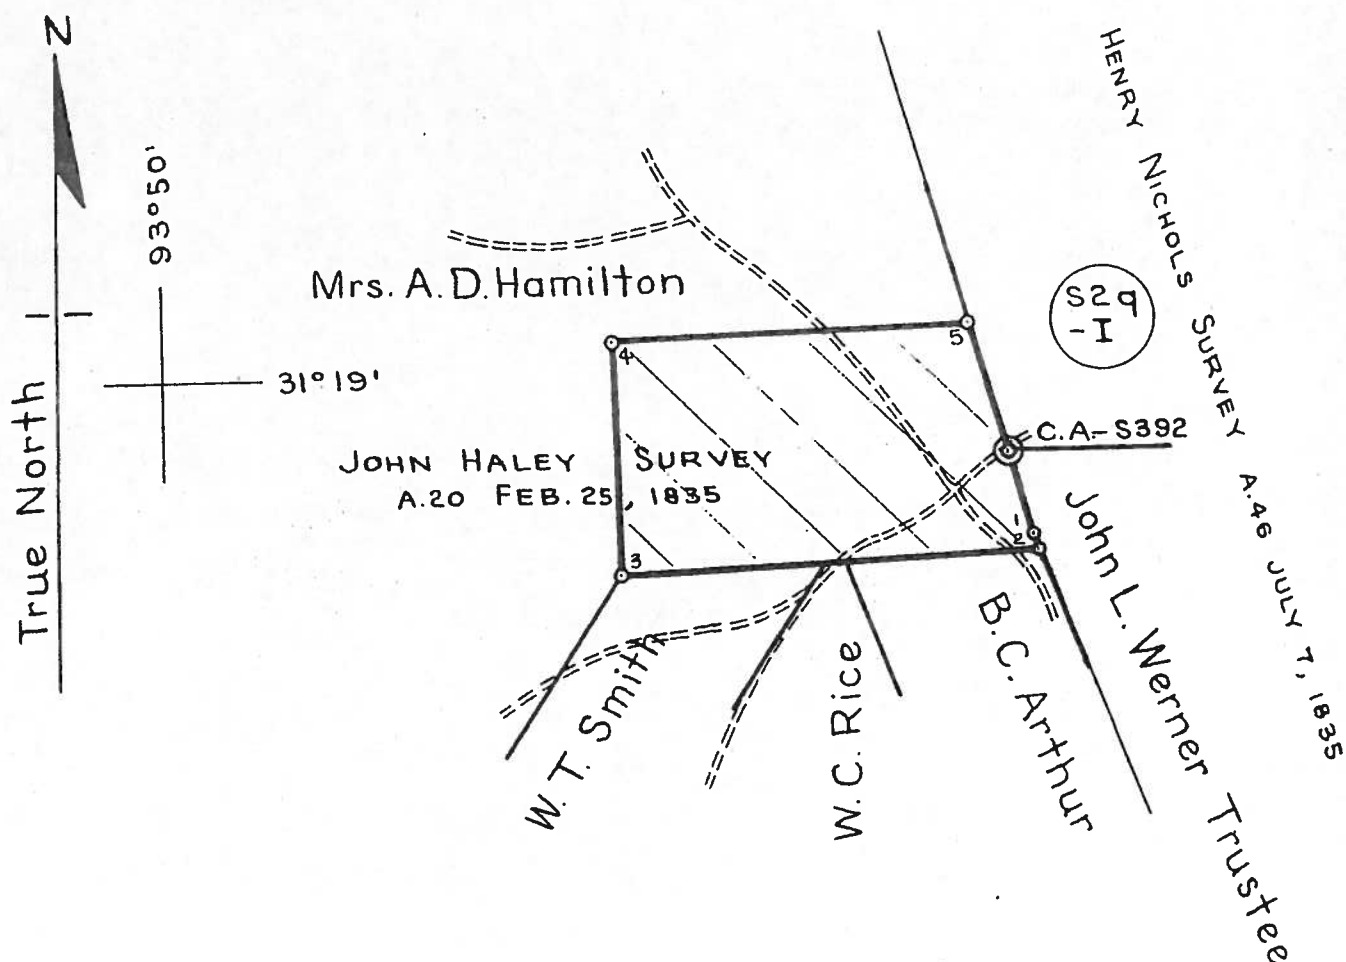 N
True North
93°50'
31°19'
HENRY NICHOLS SURVEY A.46 JULY 7, 1835
Mrs. A. D. Hamilton
S2q
-I
5
4
C.A.-S392
JOHN HALEY SURVEY
A.20 FEB. 25, 1835
1
2
3
John L. Werner Trustee
B. C. Arthur
W. C. Rice
W. T. Smith